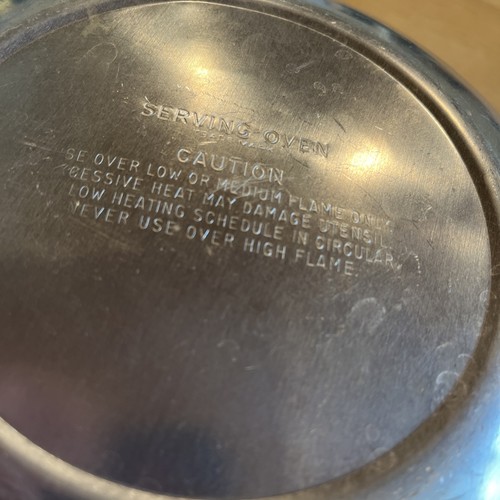 SERVING-OVEN
CAUTION
SE OVER LOW OR MEDIUM FLAME ONLY.
CESSIVE HEAT MAY DAMAGE UTENSIL.
LOW HEATING SCHEDULE IN CIRCULAR.
NEVER USE OVER HIGH FLAME.